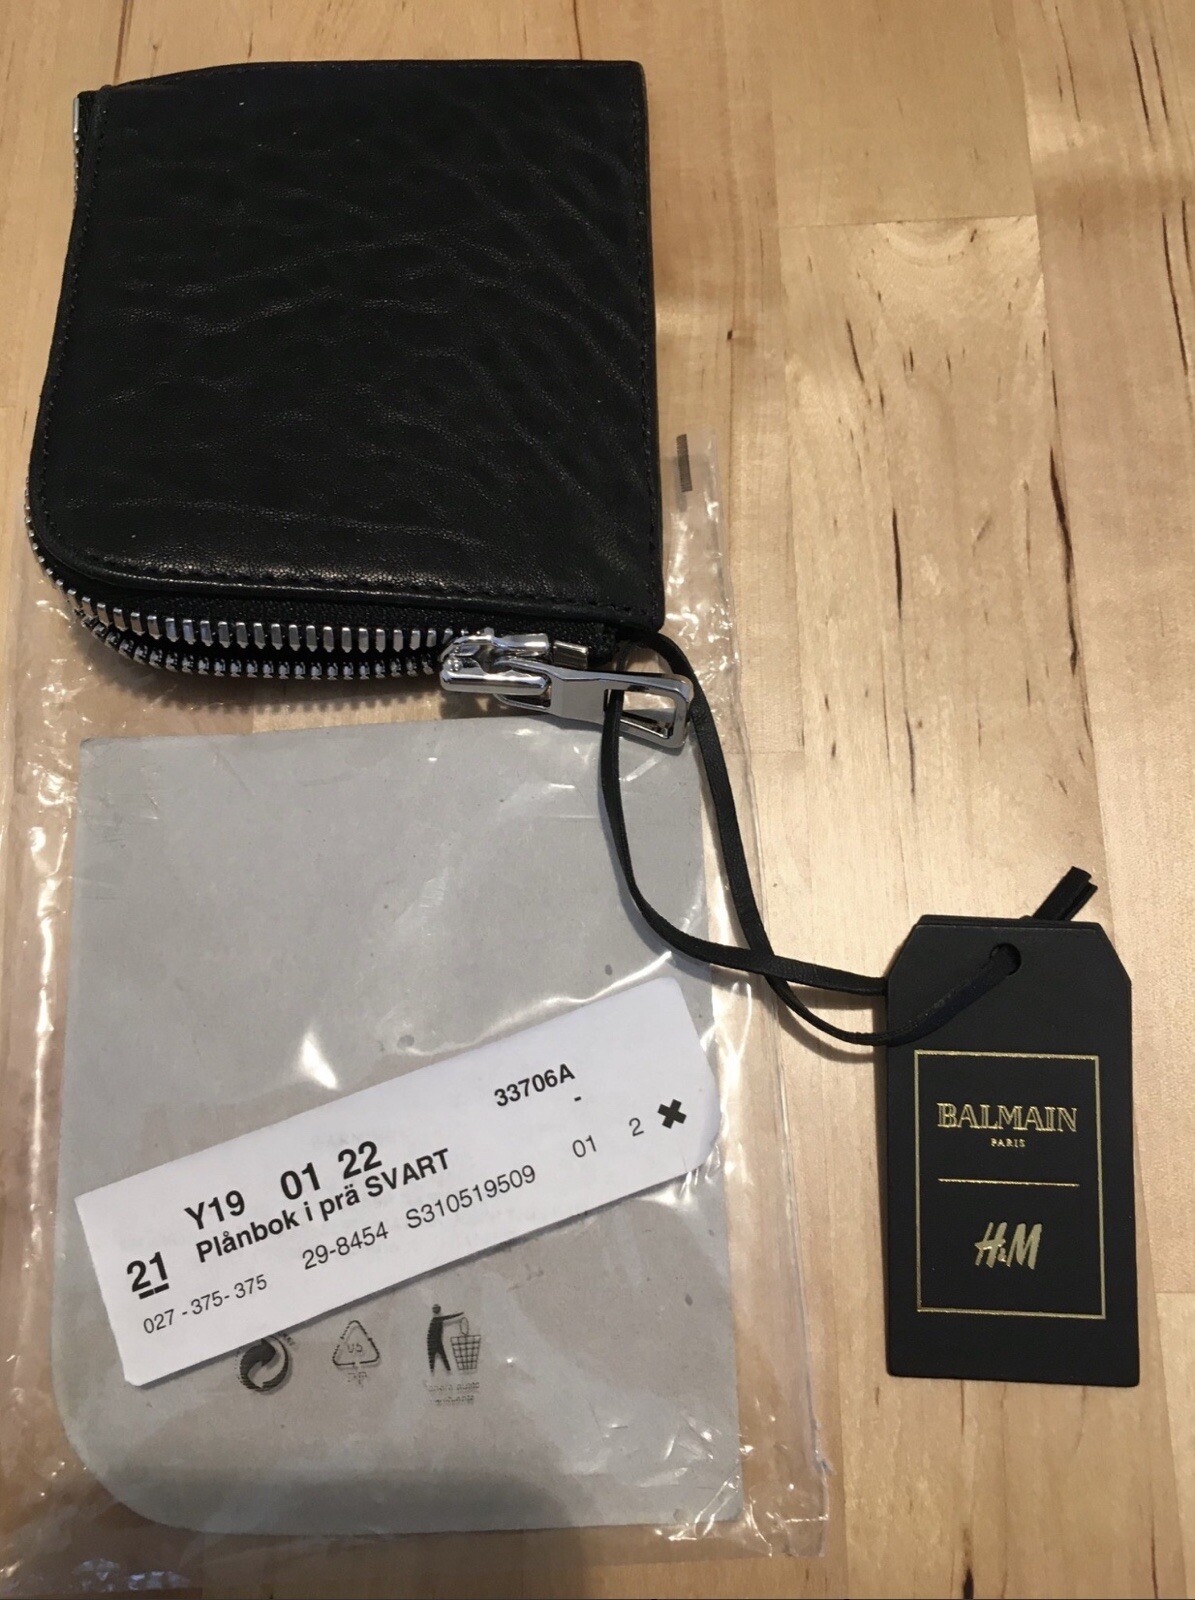 33706A
-
Y19 01 22
Plånbok i prä SVART
21
027 - 375- 375 29-8454 S310519509 01 2 ✖
BALMAIN
PARIS
H&M